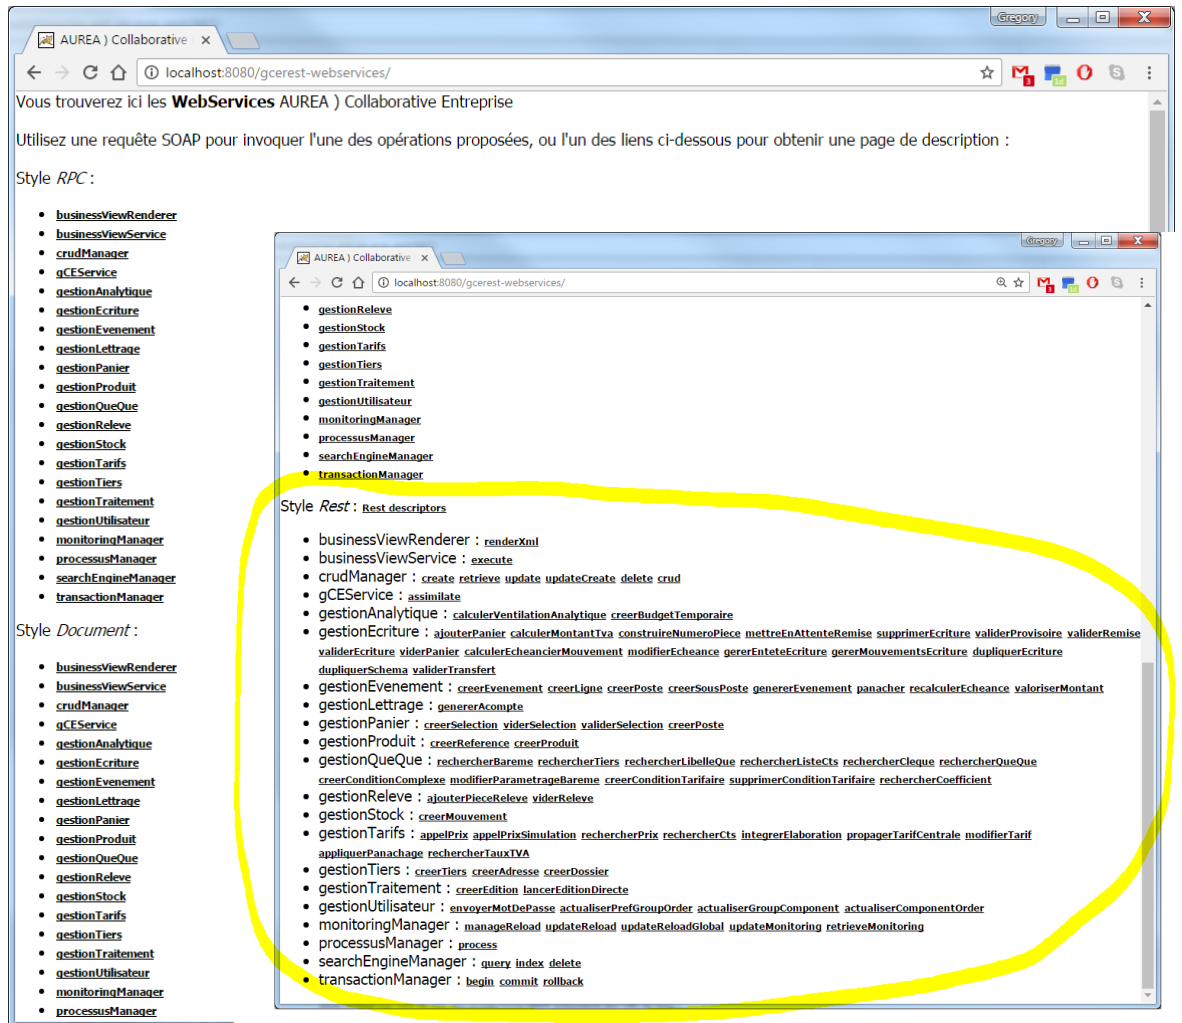 Gregory
AUREA ) Collaborative
localhost:8080/gcerest-webservices/
Vous trouverez ici les WebServices AUREA ) Collaborative Entreprise
Utilisez une requête SOAP pour invoquer l'une des opérations proposées, ou l'un des liens ci-dessous pour obtenir une page de description :
Style RPC :
businessViewRenderer
businessViewService
crudManager
gCEService
gestionAnalytique
gestionEcriture
gestionEvenement
gestionLettrage
gestionPanier
gestionProduit
gestionQueQue
gestionReleve
gestionStock
gestionTarifs
gestionTiers
gestionTraitement
gestionUtilisateur
monitoringManager
processusManager
searchEngineManager
transactionManager
Style Document :
businessViewRenderer
businessViewService
crudManager
gCEService
gestionAnalytique
gestionEcriture
gestionEvenement
gestionLettrage
gestionPanier
gestionProduit
gestionQueQue
gestionReleve
gestionStock
gestionTarifs
gestionTiers
gestionTraitement
gestionUtilisateur
monitoringManager
processusManager
Gregory
AUREA ) Collaborative
localhost:8080/gcerest-webservices/
gestionReleve
gestionStock
gestionTarifs
gestionTiers
gestionTraitement
gestionUtilisateur
monitoringManager
processusManager
searchEngineManager
transactionManager
Style Rest : Rest descriptors
businessViewRenderer : renderXml
businessViewService : execute
crudManager : create retrieve update updateCreate delete crud
gCEService : assimilate
gestionAnalytique : calculerVentilationAnalytique creerBudgetTemporaire
gestionEcriture : ajouterPanier calculerMontantTva construireNumeroPiece mettreEnAttenteRemise supprimerEcriture validerProvisoire validerRemise
validerEcriture viderPanier calculerEcheancierMouvement modifierEcheance gererEnteteEcriture gererMouvementsEcriture dupliquerEcriture
dupliquerSchema validerTransfert
gestionEvenement : creerEvenement creerLigne creerPoste creerSousPoste genererEvenement panacher recalculerEcheance valoriserMontant
gestionLettrage : genererAcompte
gestionPanier : creerSelection viderSelection validerSelection creerPoste
gestionProduit : creerReference creerProduit
gestionQueQue : rechercherBareme rechercherTiers rechercherLibelleQue rechercherListeCts rechercherCleque rechercherQueQue
creerConditionComplexe modifierParametrageBareme creerConditionTarifaire supprimerConditionTarifaire rechercherCoefficient
gestionReleve : ajouterPieceReleve viderReleve
gestionStock : creerMouvement
gestionTarifs : appelPrix appelPrixSimulation rechercherPrix rechercherCts integrerElaboration propagerTarifCentrale modifierTarif
appliquerPanachage rechercherTauxTVA
gestionTiers : creerTiers creerAdresse creerDossier
gestionTraitement : creerEdition lancerEditionDirecte
gestionUtilisateur : envoyerMotDePasse actualiserPrefGroupOrder actualiserGroupComponent actualiserComponentOrder
monitoringManager : manageReload updateReload updateReloadGlobal updateMonitoring retrieveMonitoring
processusManager : process
searchEngineManager : query index delete
transactionManager : begin commit rollback